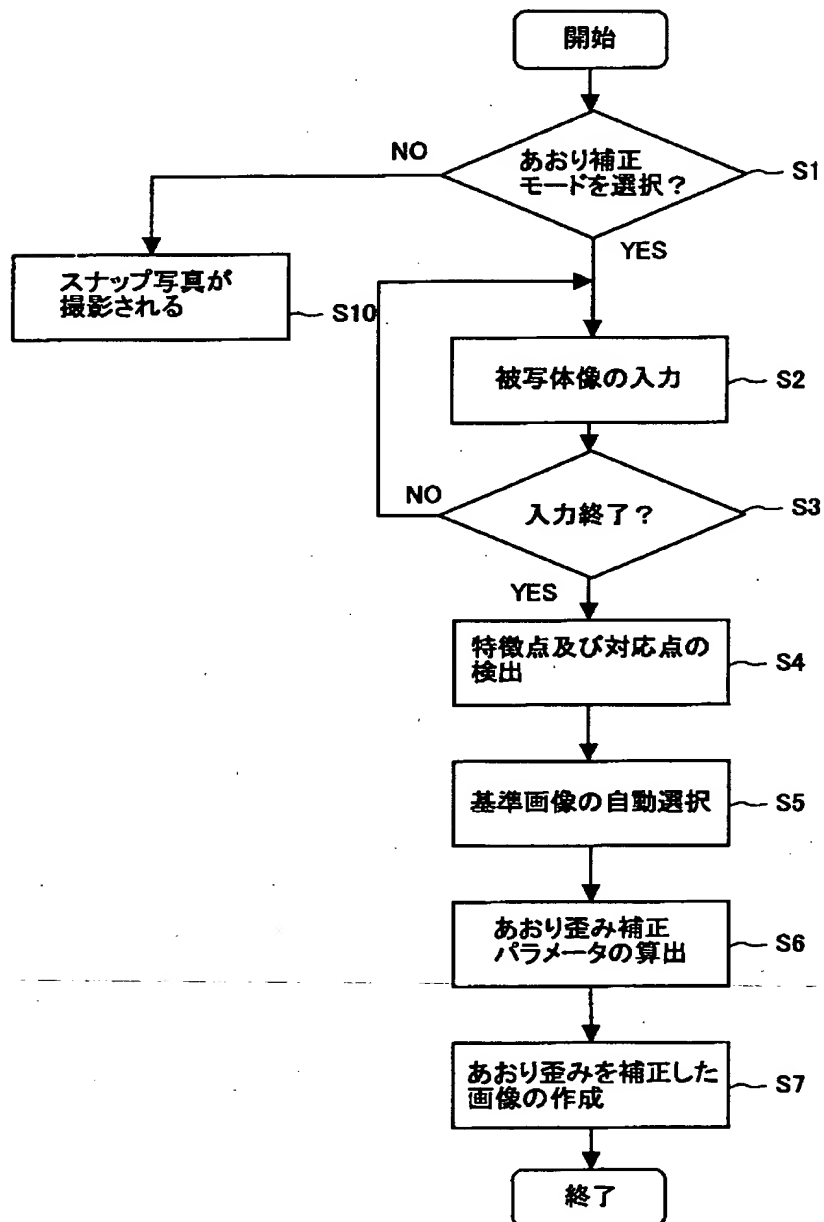 開始
あおり補正
モードを選択？
S1
NO
YES
スナップ写真が
撮影される
S10
被写体像の入力
S2
入力終了？
S3
NO
YES
特徴点及び対応点の
検出
S4
基準画像の自動選択
S5
あおり歪み補正
パラメータの算出
S6
あおり歪みを補正した
画像の作成
S7
終了